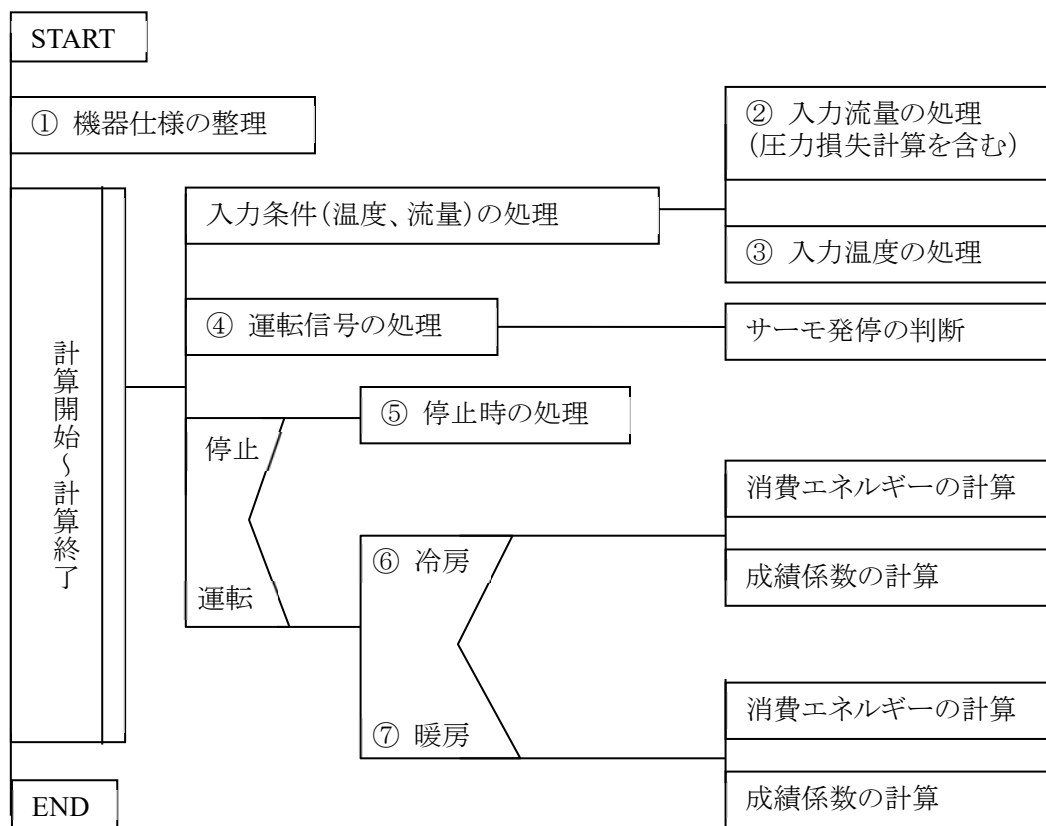 START
① 機器仕様の整理
② 入力流量の処理
(圧力損失計算を含む)
入力条件(温度、流量)の処理
③ 入力温度の処理
④ 運転信号の処理
サーモ発停の判断
計算開始～計算終了
⑤ 停止時の処理
停止
消費エネルギーの計算
⑥ 冷房
成績係数の計算
運転
消費エネルギーの計算
⑦ 暖房
成績係数の計算
END